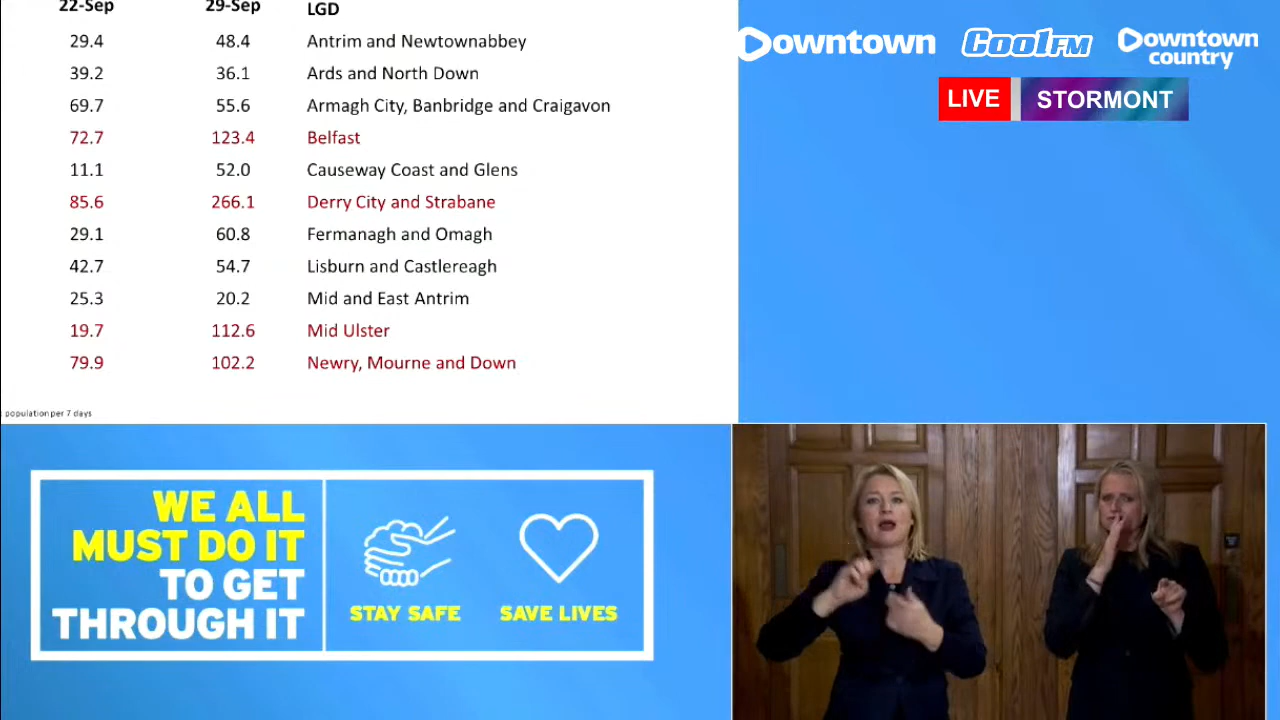 22-Sep 29-Sep LGD
29.4 48.4 Antrim and Newtownabbey
39.2 36.1 Ards and North Down
69.7 55.6 Armagh City, Banbridge and Craigavon
72.7 123.4 Belfast
11.1 52.0 Causeway Coast and Glens
85.6 266.1 Derry City and Strabane
29.1 60.8 Fermanagh and Omagh
42.7 54.7 Lisburn and Castlereagh
25.3 20.2 Mid and East Antrim
19.7 112.6 Mid Ulster
79.9 102.2 Newry, Mourne and Down
population per 7 days
Downtown
Cool FM
Downtown
country
LIVE STORMONT
WE ALL
MUST DO IT
TO GET
THROUGH IT
STAY SAFE
SAVE LIVES